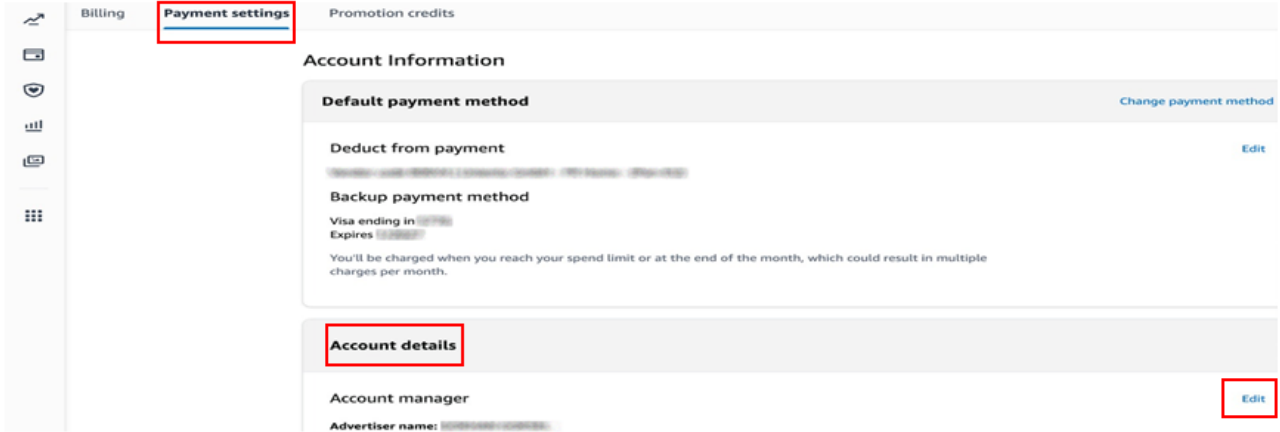 Billing Payment settings Promotion credits
Account Information
Default payment method Change payment method
Deduct from payment Edit
Backup payment method
Visa ending in
Expires
You'll be charged when you reach your spend limit or at the end of the month, which could result in multiple
charges per month.
Account details
Account manager Edit
Advertiser name: